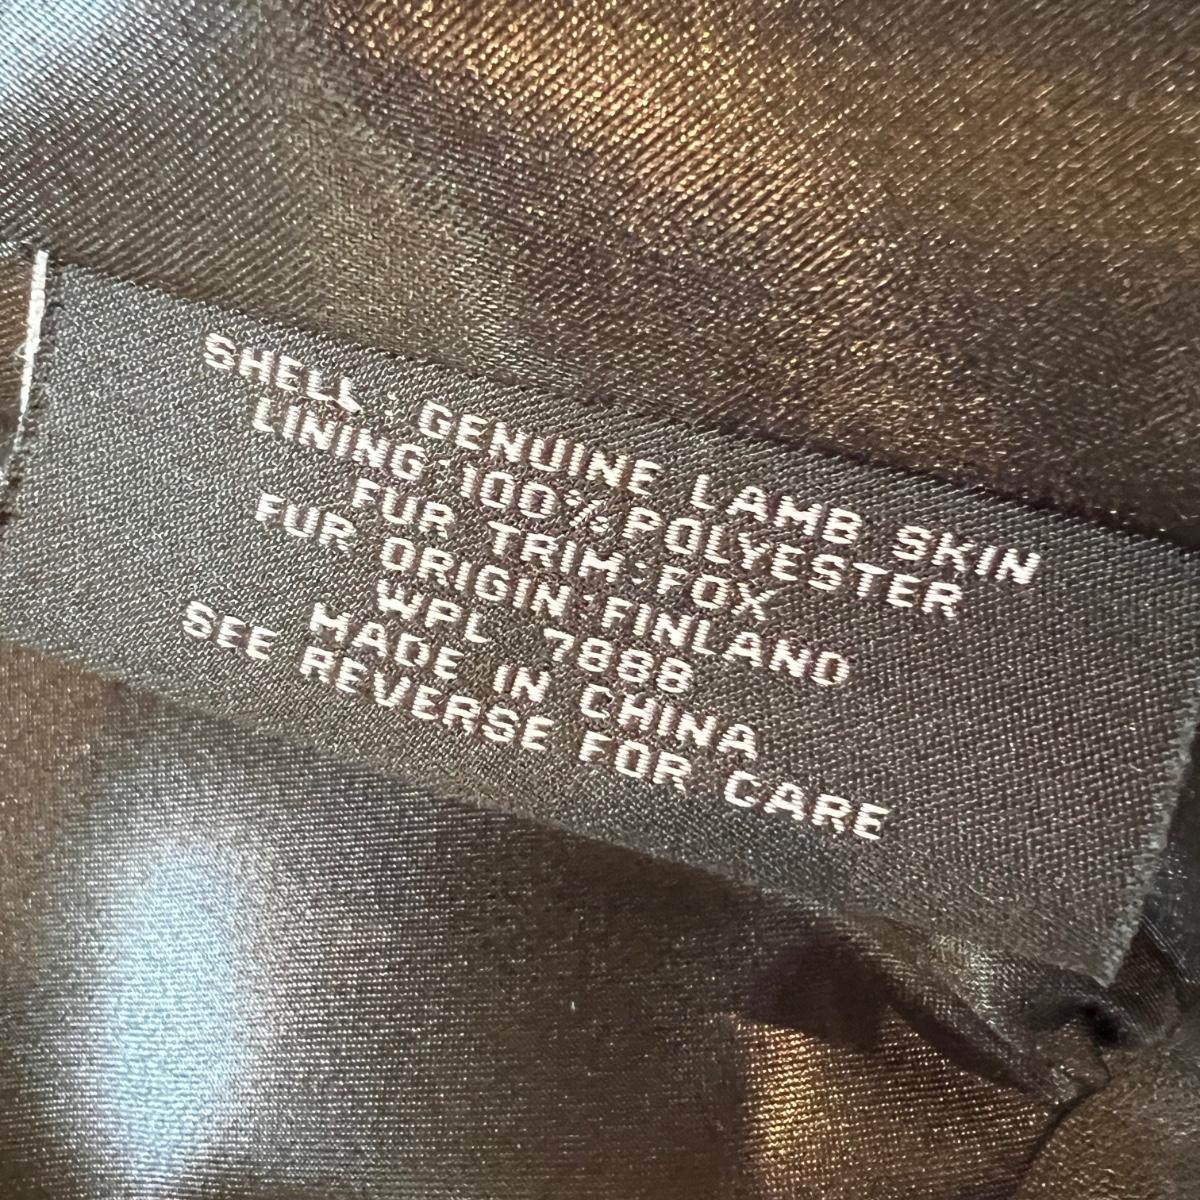 SHELL: GENUINE LAMB SKIN
LINING:100%POLYESTER
FUR TRIM:FOX
FUR ORIGIN:FINLAND
WPL 7888
MADE IN CHINA
SEE REVERSE FOR CARE